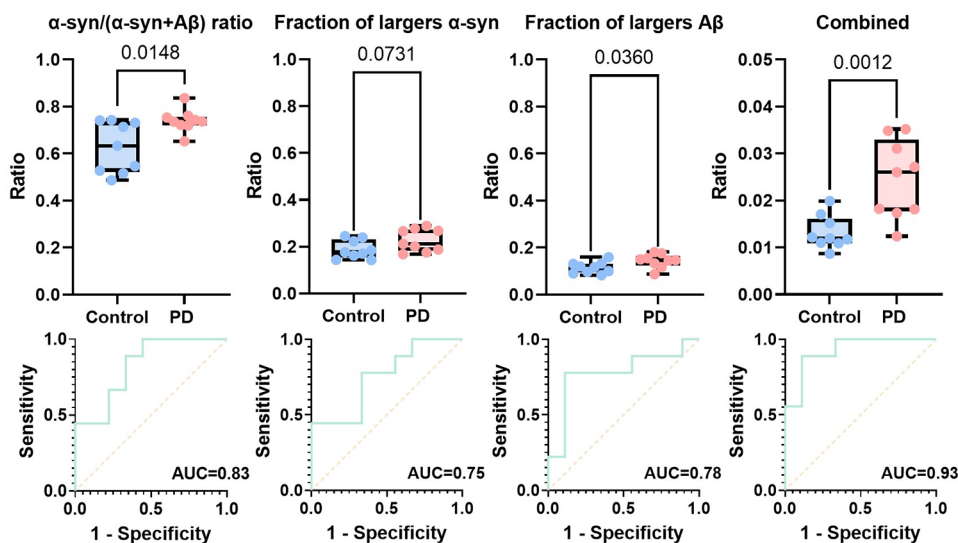 α-syn/(α-syn+Aβ) ratio
0.0148
1.0
0.8
0.6
0.4
0.2
0.0
Ratio
Control PD
Fraction of largers α-syn
0.0731
1.0
0.8
0.6
0.4
0.2
0.0
Ratio
Control PD
Fraction of largers Aβ
0.0360
1.0
0.8
0.6
0.4
0.2
0.0
Ratio
Control PD
Combined
0.0012
0.05
0.04
0.03
0.02
0.01
0.00
Ratio
Control PD
1.0
0.5
0.0
Sensitivity
AUC=0.83
0.0 0.5 1.0
1 - Specificity
1.0
0.5
0.0
Sensitivity
AUC=0.75
0.0 0.5 1.0
1 - Specificity
1.0
0.5
0.0
Sensitivity
AUC=0.78
0.0 0.5 1.0
1 - Specificity
1.0
0.5
0.0
Sensitivity
AUC=0.93
0.0 0.5 1.0
1 - Specificity